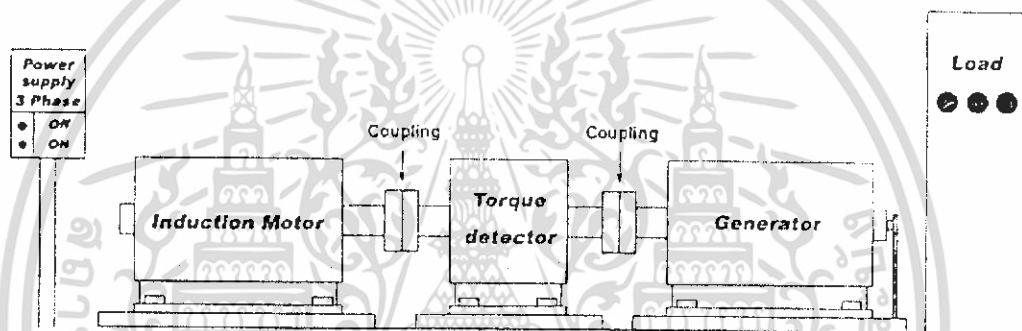 Power
supply
3 Phase
ON
ON
Coupling
Coupling
Load
Induction Motor
Torque
detector
Generator